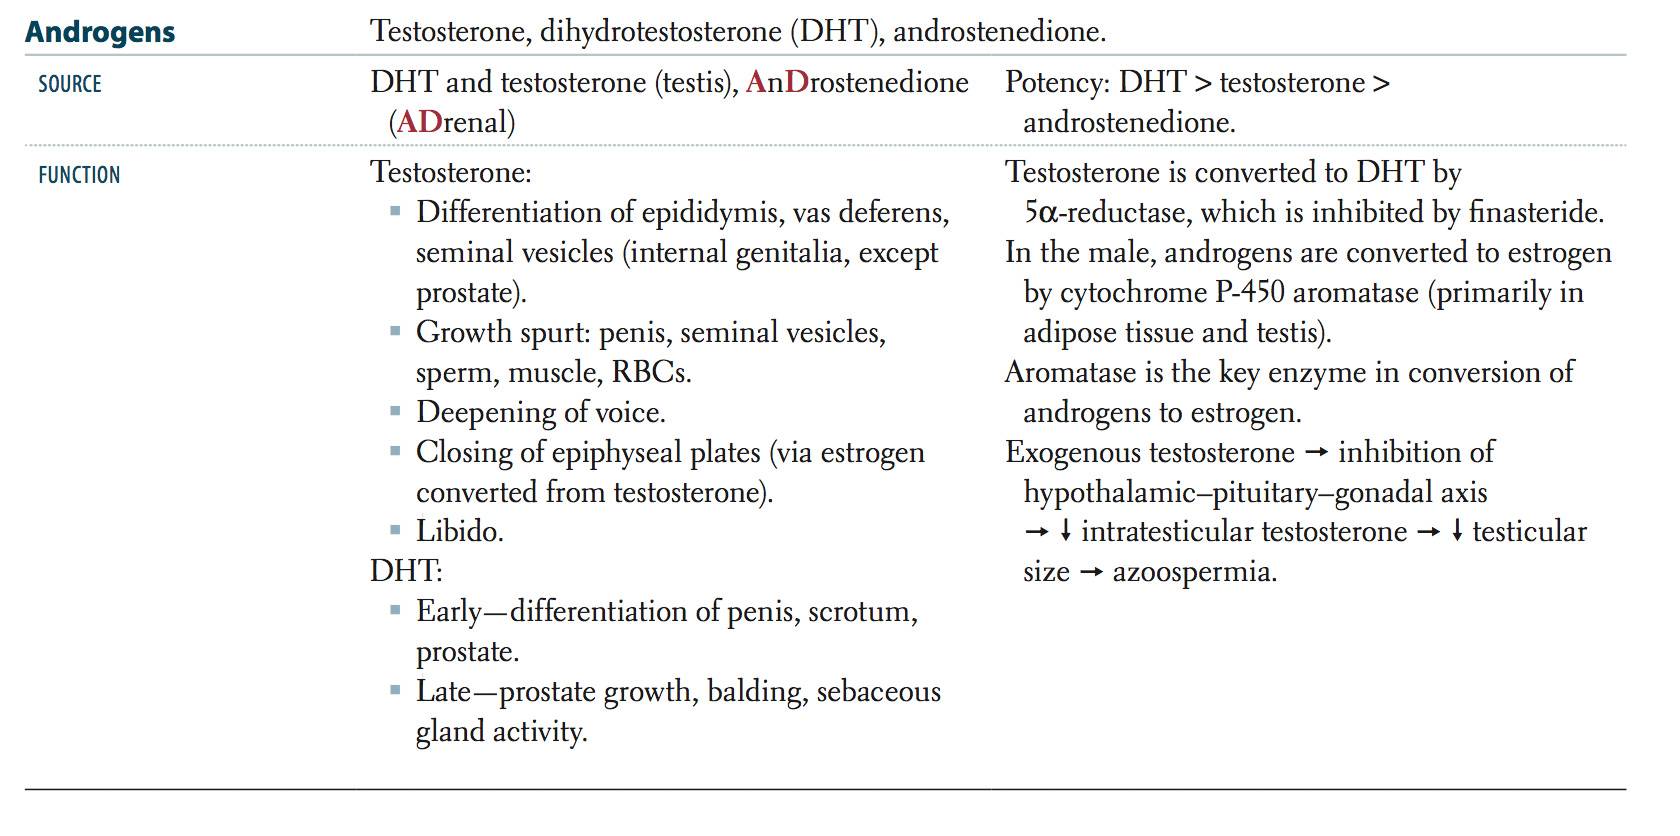 Androgens
Testosterone, dihydrotestosterone (DHT), androstenedione.
SOURCE
DHT and testosterone (testis), AnDrostenedione
(ADrenal)
Potency: DHT > testosterone >
androstenedione.
FUNCTION
Testosterone:
▪ Differentiation of epididymis, vas deferens,
seminal vesicles (internal genitalia, except
prostate).
▪ Growth spurt: penis, seminal vesicles,
sperm, muscle, RBCs.
▪ Deepening of voice.
▪ Closing of epiphyseal plates (via estrogen
converted from testosterone).
▪ Libido.
DHT:
▪ Early—differentiation of penis, scrotum,
prostate.
▪ Late—prostate growth, balding, sebaceous
gland activity.
Testosterone is converted to DHT by
5α-reductase, which is inhibited by finasteride.
In the male, androgens are converted to estrogen
by cytochrome P-450 aromatase (primarily in
adipose tissue and testis).
Aromatase is the key enzyme in conversion of
androgens to estrogen.
Exogenous testosterone → inhibition of
hypothalamic–pituitary–gonadal axis
→ ↓ intratesticular testosterone → ↓ testicular
size → azoospermia.